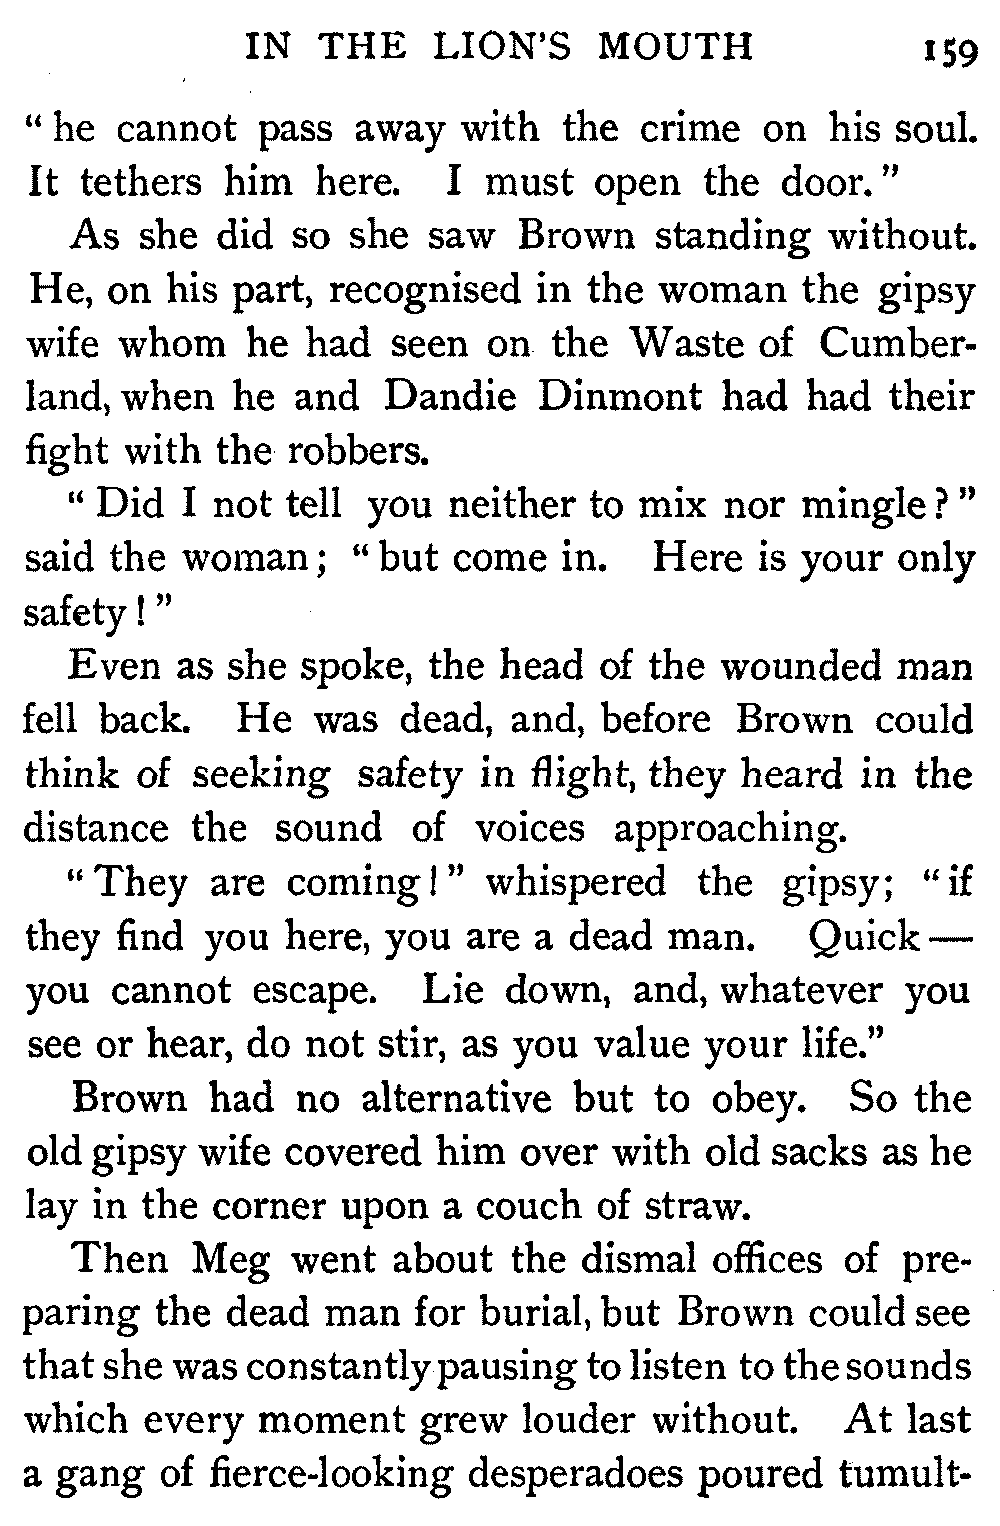 IN THE LION'S MOUTH 159
“ he cannot pass away with the crime on his soul.
It tethers him here. I must open the door.”
As she did so she saw Brown standing without.
He, on his part, recognised in the woman the gipsy
wife whom he had seen on the Waste of Cumber-
land, when he and Dandie Dinmont had had their
fight with the robbers.
“ Did I not tell you neither to mix nor mingle ? ”
said the woman ; “ but come in. Here is your only
safety ! ”
Even as she spoke, the head of the wounded man
fell back. He was dead, and, before Brown could
think of seeking safety in flight, they heard in the
distance the sound of voices approaching.
“ They are coming ! ” whispered the gipsy; “ if
they find you here, you are a dead man. Quick —
you cannot escape. Lie down, and, whatever you
see or hear, do not stir, as you value your life.”
Brown had no alternative but to obey. So the
old gipsy wife covered him over with old sacks as he
lay in the corner upon a couch of straw.
Then Meg went about the dismal offices of pre-
paring the dead man for burial, but Brown could see
that she was constantly pausing to listen to the sounds
which every moment grew louder without. At last
a gang of fierce-looking desperadoes poured tumult-